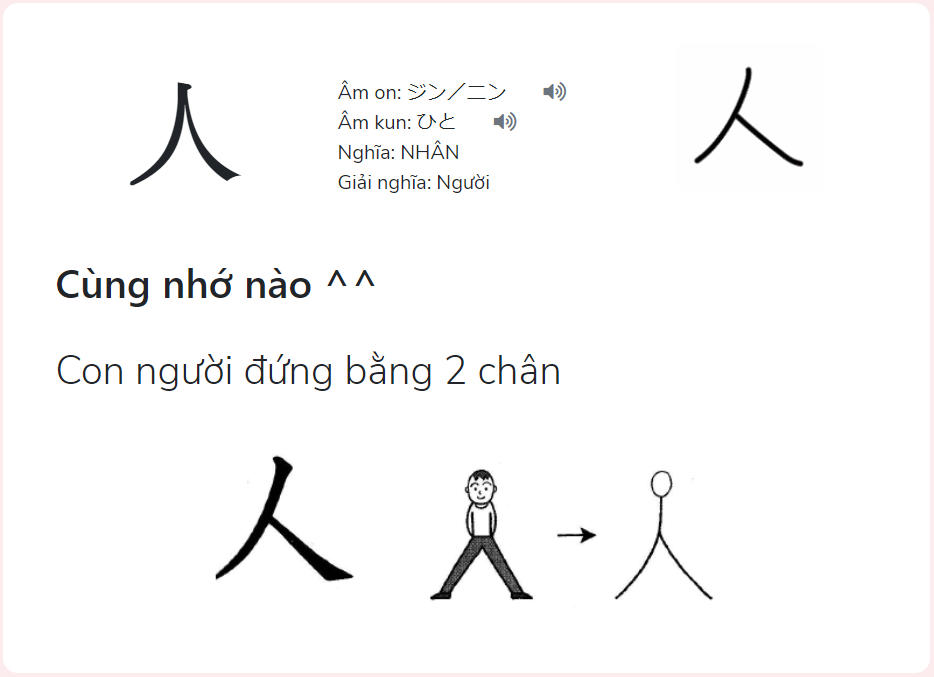 人
Âm on: ジン／ニン
Âm kun: ひと
Nghĩa: NHÂN
Giải nghĩa: Người
人
Cùng nhớ nào ^^
Con người đứng bằng 2 chân
人